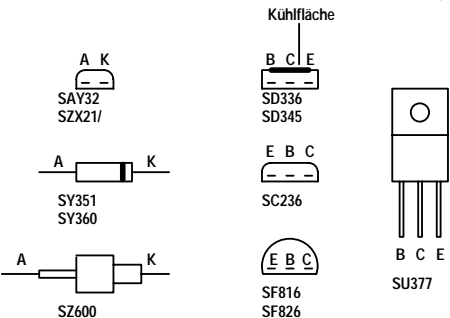 Kühlfläche
A K
SAY32
SZX21/
B C E
SD336
SD345
A K
SY351
SY360
E B C
SC236
B C E
SU377
A K
SZ600
E B C
SF816
SF826